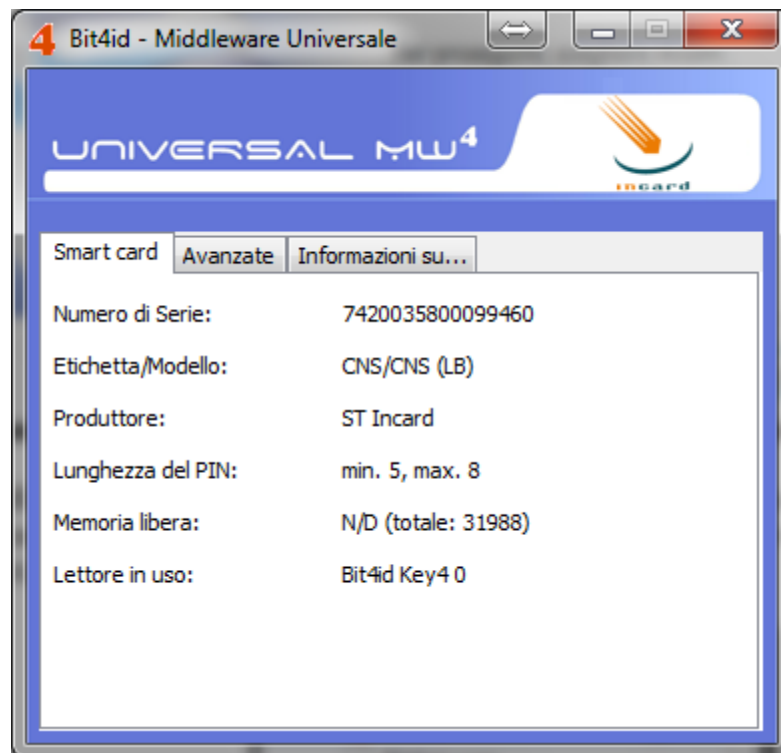 4 Bit4id - Middleware Universale
UNIVERSAL MW4
incard
Smart card Avanzate Informazioni su...
Numero di Serie: 7420035800099460
Etichetta/Modello: CNS/CNS (LB)
Produttore: ST Incard
Lunghezza del PIN: min. 5, max. 8
Memoria libera: N/D (totale: 31988)
Lettore in uso: Bit4id Key4 0